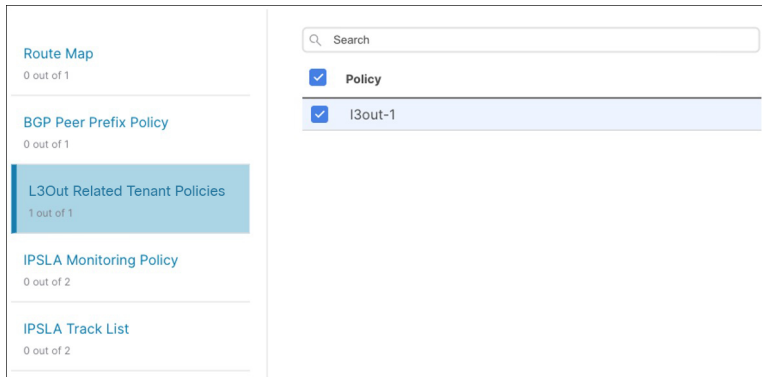 Route Map
0 out of 1
BGP Peer Prefix Policy
0 out of 1
L3Out Related Tenant Policies
1 out of 1
IPSLA Monitoring Policy
0 out of 2
IPSLA Track List
0 out of 2
Search
Policy
l3out-1